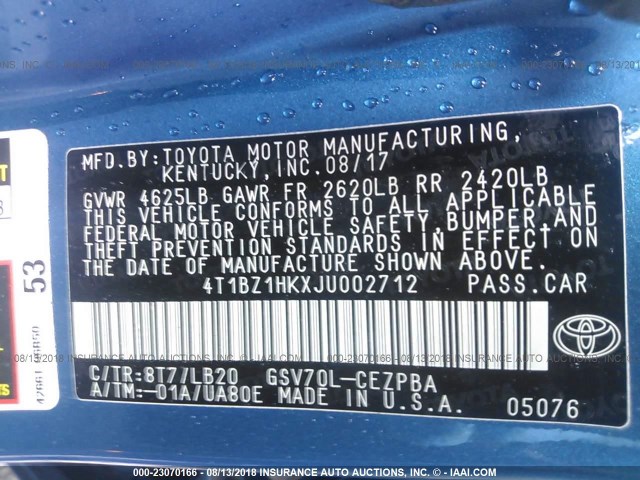 MFD.BY:TOYOTA MOTOR MANUFACTURING,
KENTUCKY, INC.08/17
GVWR 4625LB GAWR FR 2620LB RR 2420LB
THIS VEHICLE CONFORMS TO ALL APPLICABLE
FEDERAL MOTOR VEHICLE SAFETY,BUMPER,AND
THEFT PREVENTION STANDARDS IN EFFECT ON
THE DATE OF MANUFACTURE SHOWN ABOVE.
4T1BZ1HKXJU002712 PASS.CAR
53
C/TR:8T7/LB20 GSV70L-CEZPBA
A/TM:-01A/UA80E MADE IN U.S.A.
05076
TOYOTA
000-23070166 - 08/13/2018 INSURANCE AUTO AUCTIONS - IAAI.COM